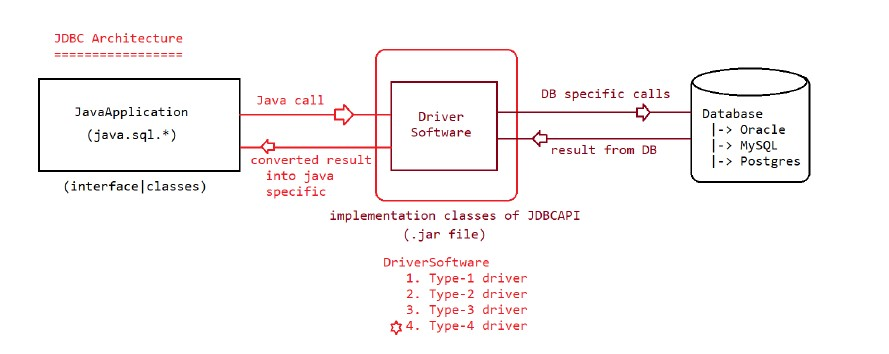 JDBC Architecture
=================
JavaApplication
(java.sql.*)
(interface|classes)
Java call
converted result
into java
specific
Driver
Software
implementation classes of JDBCAPI
(.jar file)
DB specific calls
result from DB
Database
|-> Oracle
|-> MySQL
|-> Postgres
DriverSoftware
1. Type-1 driver
2. Type-2 driver
3. Type-3 driver
4. Type-4 driver